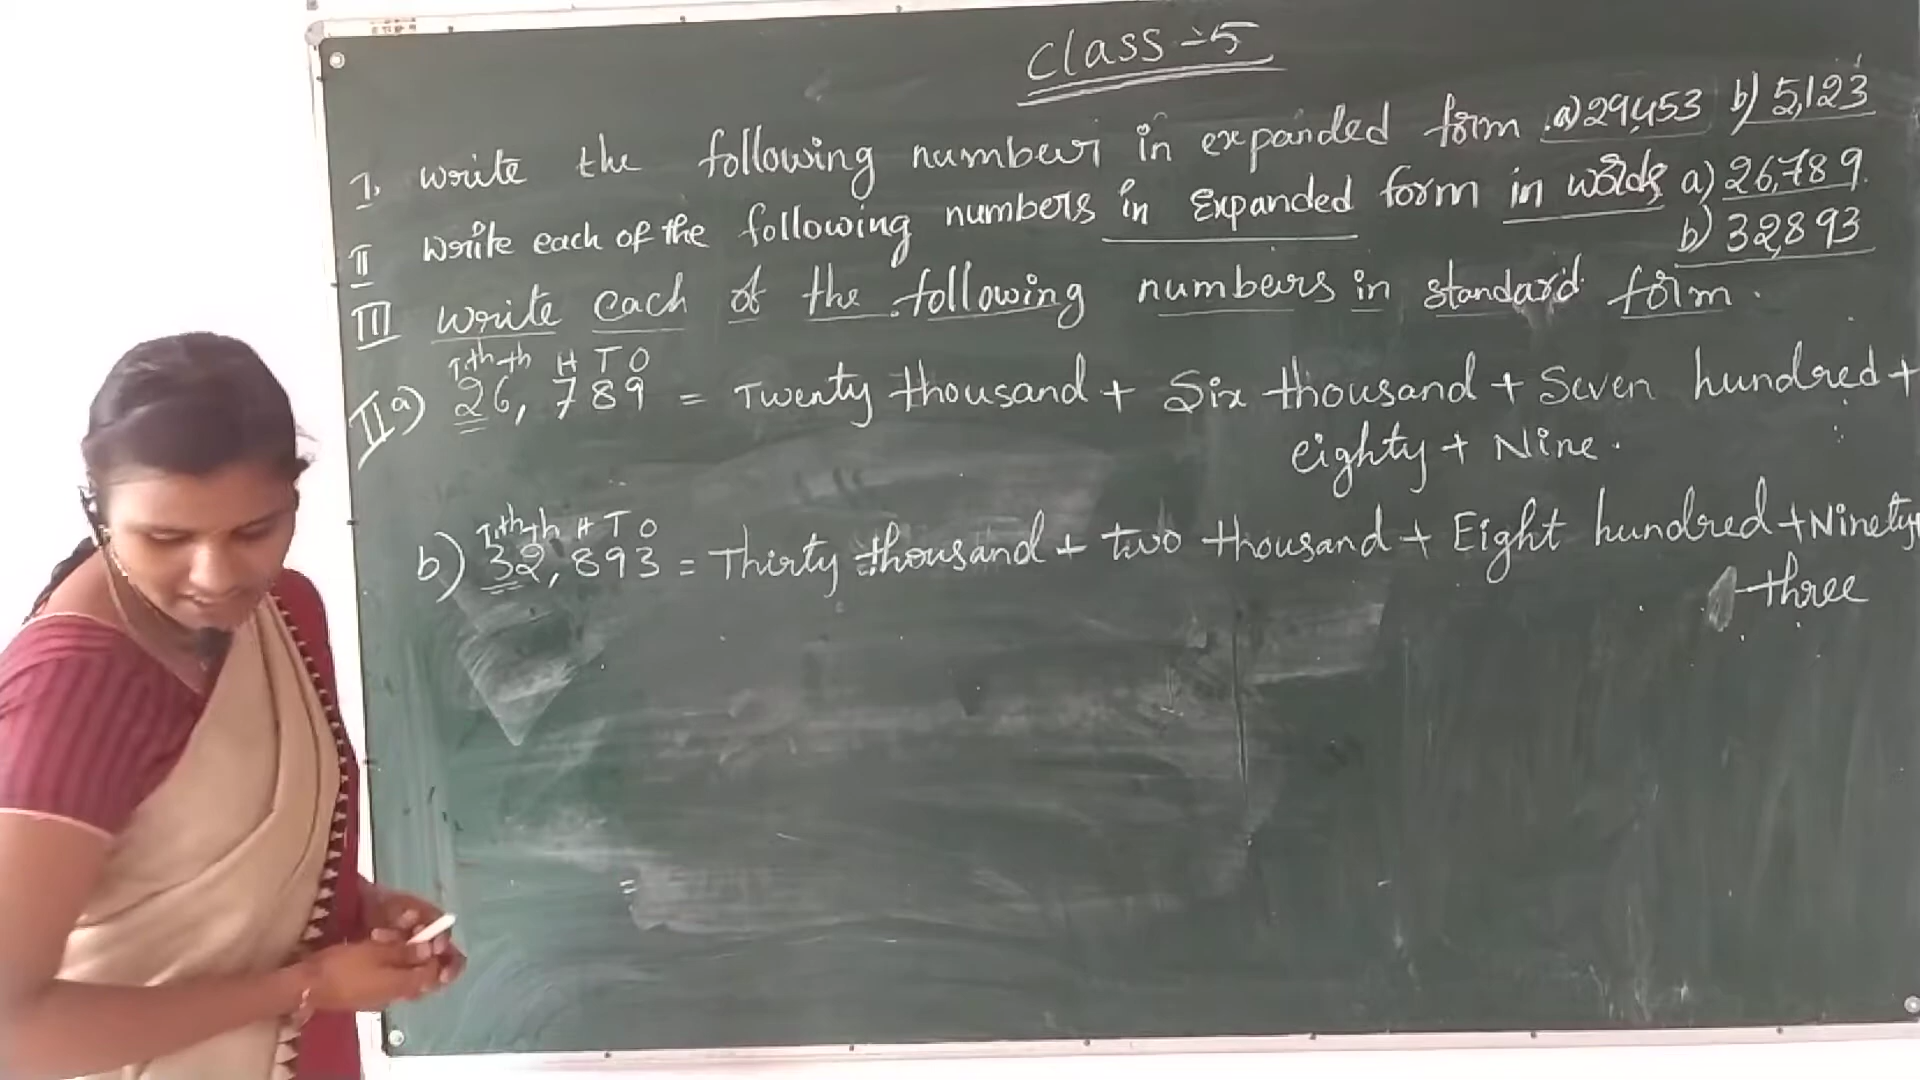 Class - 5
I. Write the following numbers in expanded form .a) 29,453 b) 5,123
II Write each of the following numbers in Expanded form in words a) 26,789.
b) 32,893
III Write each of the following numbers in standard form.
T.th th H T O
II a) 26, 789 = Twenty thousand + Six thousand + Seven hundred +
eighty + Nine.
T.th th H T O
b) 32, 893 = Thirty thousand + two thousand + Eight hundred + Ninety
three